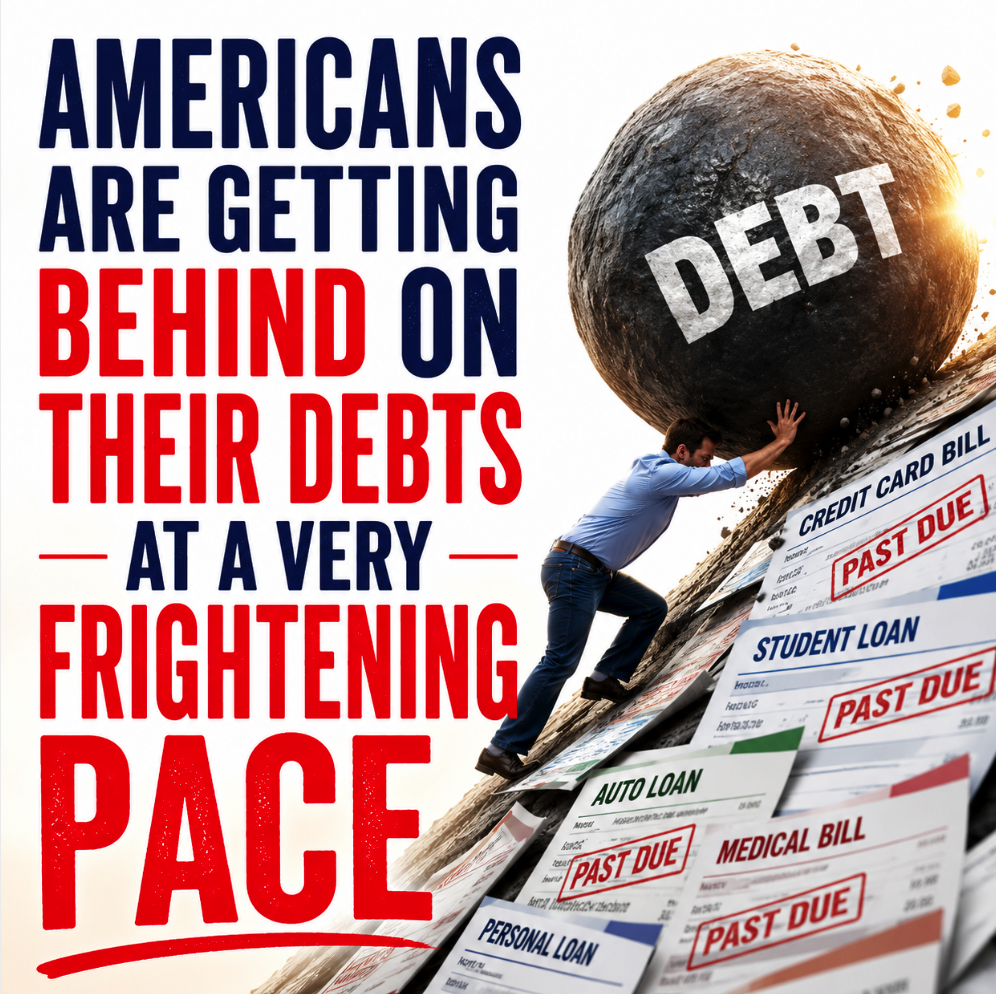 AMERICANS
ARE GETTING
BEHIND ON
THEIR DEBTS
AT A VERY
FRIGHTENING
PACE
DEBT
CREDIT CARD BILL
PAST DUE
STUDENT LOAN
PAST DUE
AUTO LOAN
PAST DUE
MEDICAL BILL
PAST DUE
PERSONAL LOAN